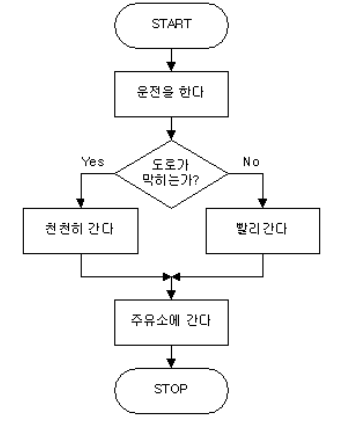 START
운전을 한다
도로가
막히는가?
Yes
No
천천히 간다
빨리간다
주유소에 간다
STOP